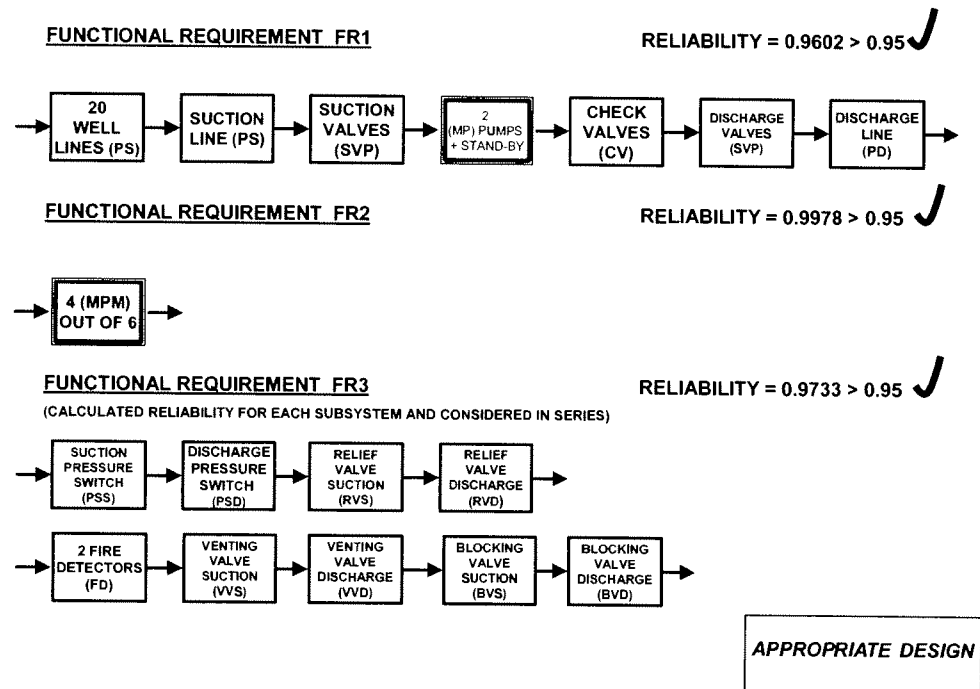 FUNCTIONAL REQUIREMENT FR1
RELIABILITY = 0.9602 > 0.95
20
WELL
LINES (PS)
SUCTION
LINE (PS)
SUCTION
VALVES
(SVP)
2
(MP) PUMPS
+ STAND-BY
CHECK
VALVES
(CV)
DISCHARGE
VALVES
(SVP)
DISCHARGE
LINE
(PD)
FUNCTIONAL REQUIREMENT FR2
RELIABILITY = 0.9978 > 0.95
4 (MPM)
OUT OF 6
FUNCTIONAL REQUIREMENT FR3
RELIABILITY = 0.9733 > 0.95
(CALCULATED RELIABILITY FOR EACH SUBSYSTEM AND CONSIDERED IN SERIES)
SUCTION
PRESSURE
SWITCH
(PSS)
DISCHARGE
PRESSURE
SWITCH
(PSD)
RELIEF
VALVE
SUCTION
(RVS)
RELIEF
VALVE
DISCHARGE
(RVD)
2 FIRE
DETECTORS
(FD)
VENTING
VALVE
SUCTION
(VVS)
VENTING
VALVE
DISCHARGE
(VVD)
BLOCKING
VALVE
SUCTION
(BVS)
BLOCKING
VALVE
DISCHARGE
(BVD)
APPROPRIATE DESIGN